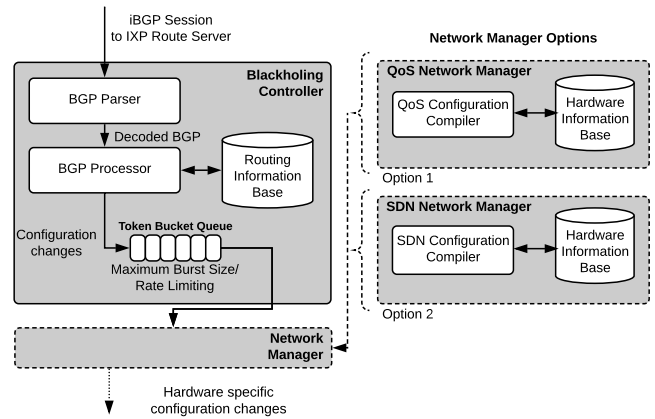 iBGP Session
to IXP Route Server
Blackholing
Controller
BGP Parser
Decoded BGP
BGP Processor
Routing
Information
Base
Configuration
changes
Token Bucket Queue
Maximum Burst Size/
Rate Limiting
Network
Manager
Hardware specific
configuration changes
Network Manager Options
QoS Network Manager
QoS Configuration
Compiler
Hardware
Information
Base
Option 1
SDN Network Manager
SDN Configuration
Compiler
Hardware
Information
Base
Option 2